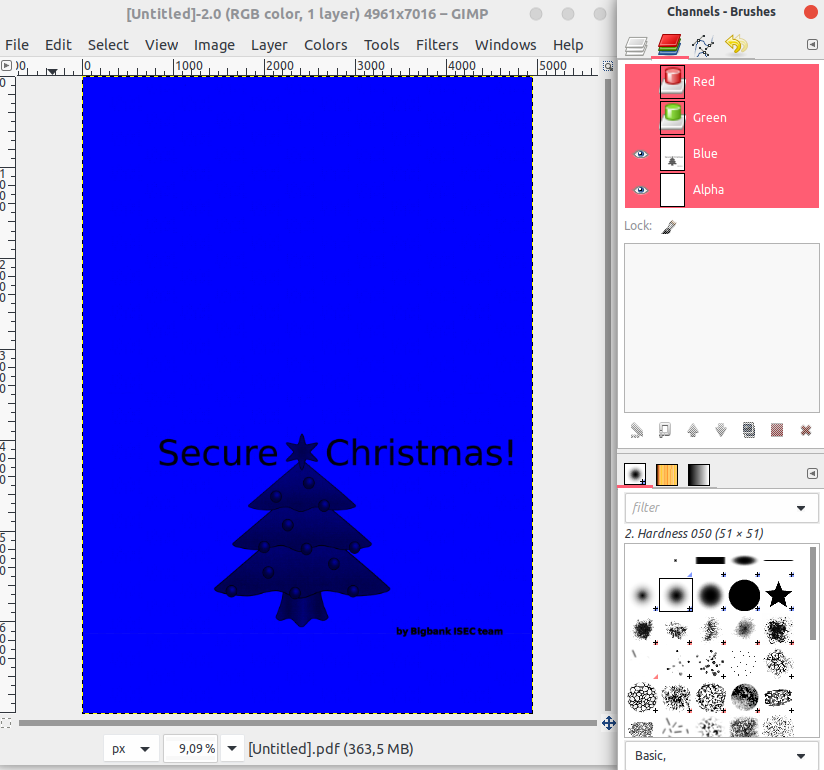 [Untitled]-2.0 (RGB color, 1 layer) 4961x7016 – GIMP
File Edit Select View Image Layer Colors Tools Filters Windows Help
0 1000 2000 3000 4000 5000
Secure Christmas!
by Bigbank ISEC team
px 9,09 % [Untitled].pdf (363,5 MB)
Channels - Brushes
Red
Green
Blue
Alpha
Lock:
filter
2. Hardness 050 (51 × 51)
Basic,